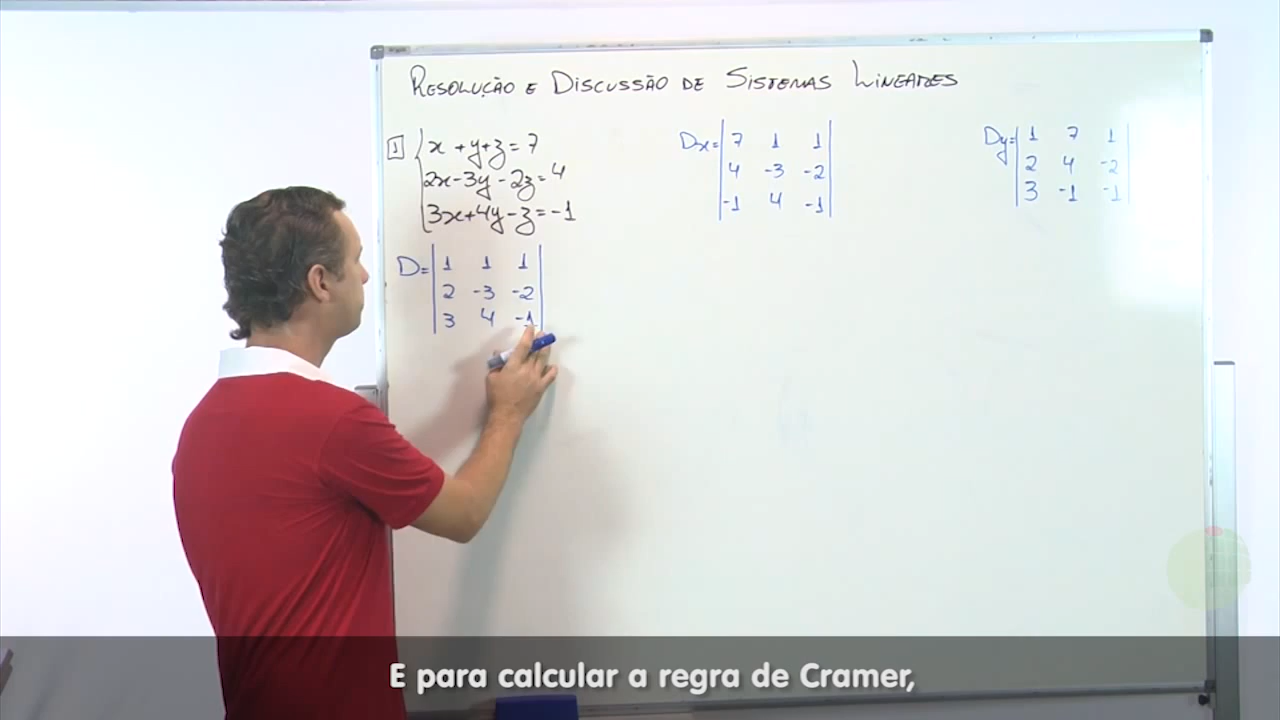 RESOLUÇÃO E DISCUSSÃO DE SISTEMAS LINEARES
1 x + y + z = 7
2x - 3y - 2z = 4
3x + 4y - z = -1
D = 1 1 1
2 -3 -2
3 4 -1
Dx = 7 1 1
4 -3 -2
-1 4 -1
Dy = 1 7 1
2 4 -2
3 -1 -1
E para calcular a regra de Cramer,